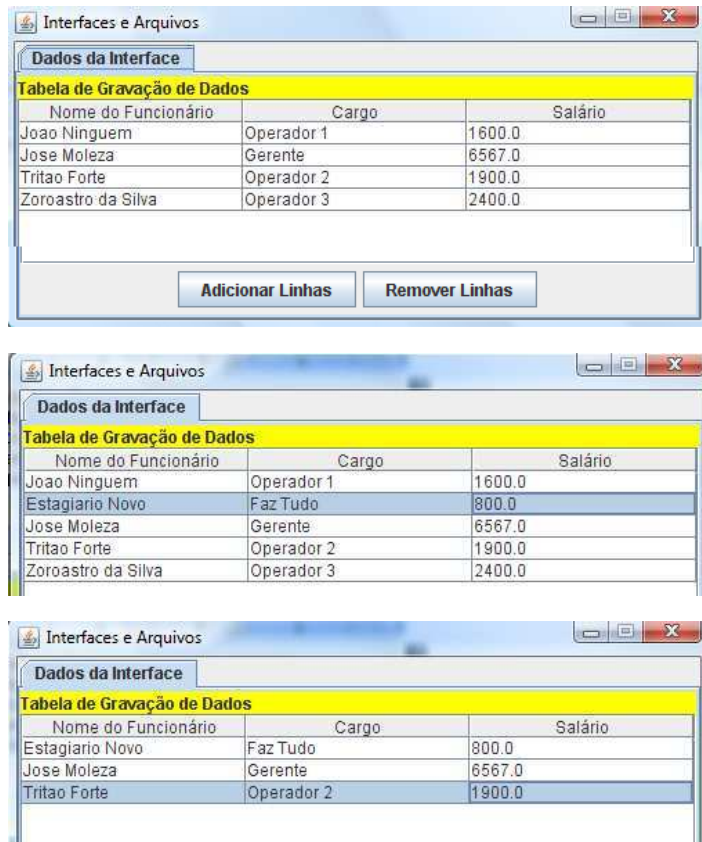 Interfaces e Arquivos
Dados da Interface
Tabela de Gravação de Dados
Nome do Funcionário Cargo Salário
Joao Ninguem Operador 1 1600.0
Jose Moleza Gerente 6567.0
Tritao Forte Operador 2 1900.0
Zoroastro da Silva Operador 3 2400.0
Adicionar Linhas Remover Linhas
Interfaces e Arquivos
Dados da Interface
Tabela de Gravação de Dados
Nome do Funcionário Cargo Salário
Joao Ninguem Operador 1 1600.0
Estagiario Novo Faz Tudo 800.0
Jose Moleza Gerente 6567.0
Tritao Forte Operador 2 1900.0
Zoroastro da Silva Operador 3 2400.0
Interfaces e Arquivos
Dados da Interface
Tabela de Gravação de Dados
Nome do Funcionário Cargo Salário
Estagiario Novo Faz Tudo 800.0
Jose Moleza Gerente 6567.0
Tritao Forte Operador 2 1900.0